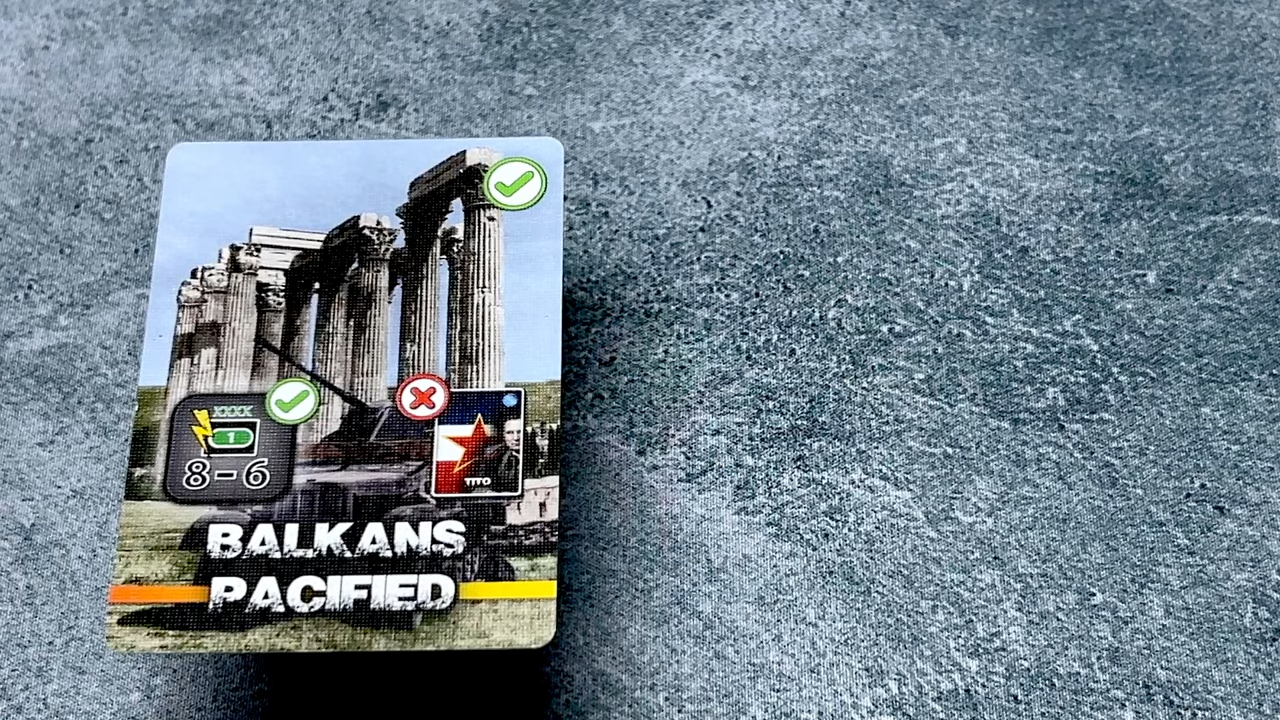 XXXX
1
8-6
TITO
BALKANS
PACIFIED